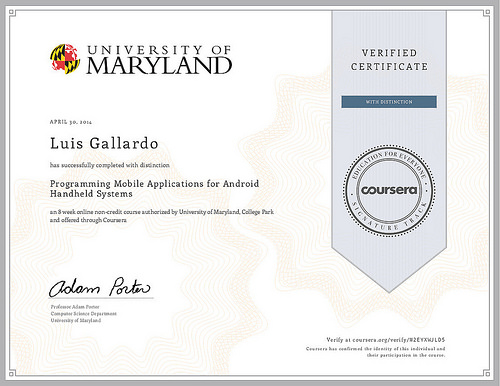 UNIVERSITY OF
MARYLAND
VERIFIED
CERTIFICATE
WITH DISTINCTION
APRIL 30, 2014
Luis Gallardo
has successfully completed with distinction
Programming Mobile Applications for Android
Handheld Systems
an 8 week online non-credit course authorized by University of Maryland, College Park
and offered through Coursera
EDUCATION FOR EVERYONE
coursera
SIGNATURE TRACK
Adam Porter
Professor Adam Porter
Computer Science Department
University of Maryland
Verify at coursera.org/verify/
Coursera has confirmed the identity of this individual and
their participation in the course.